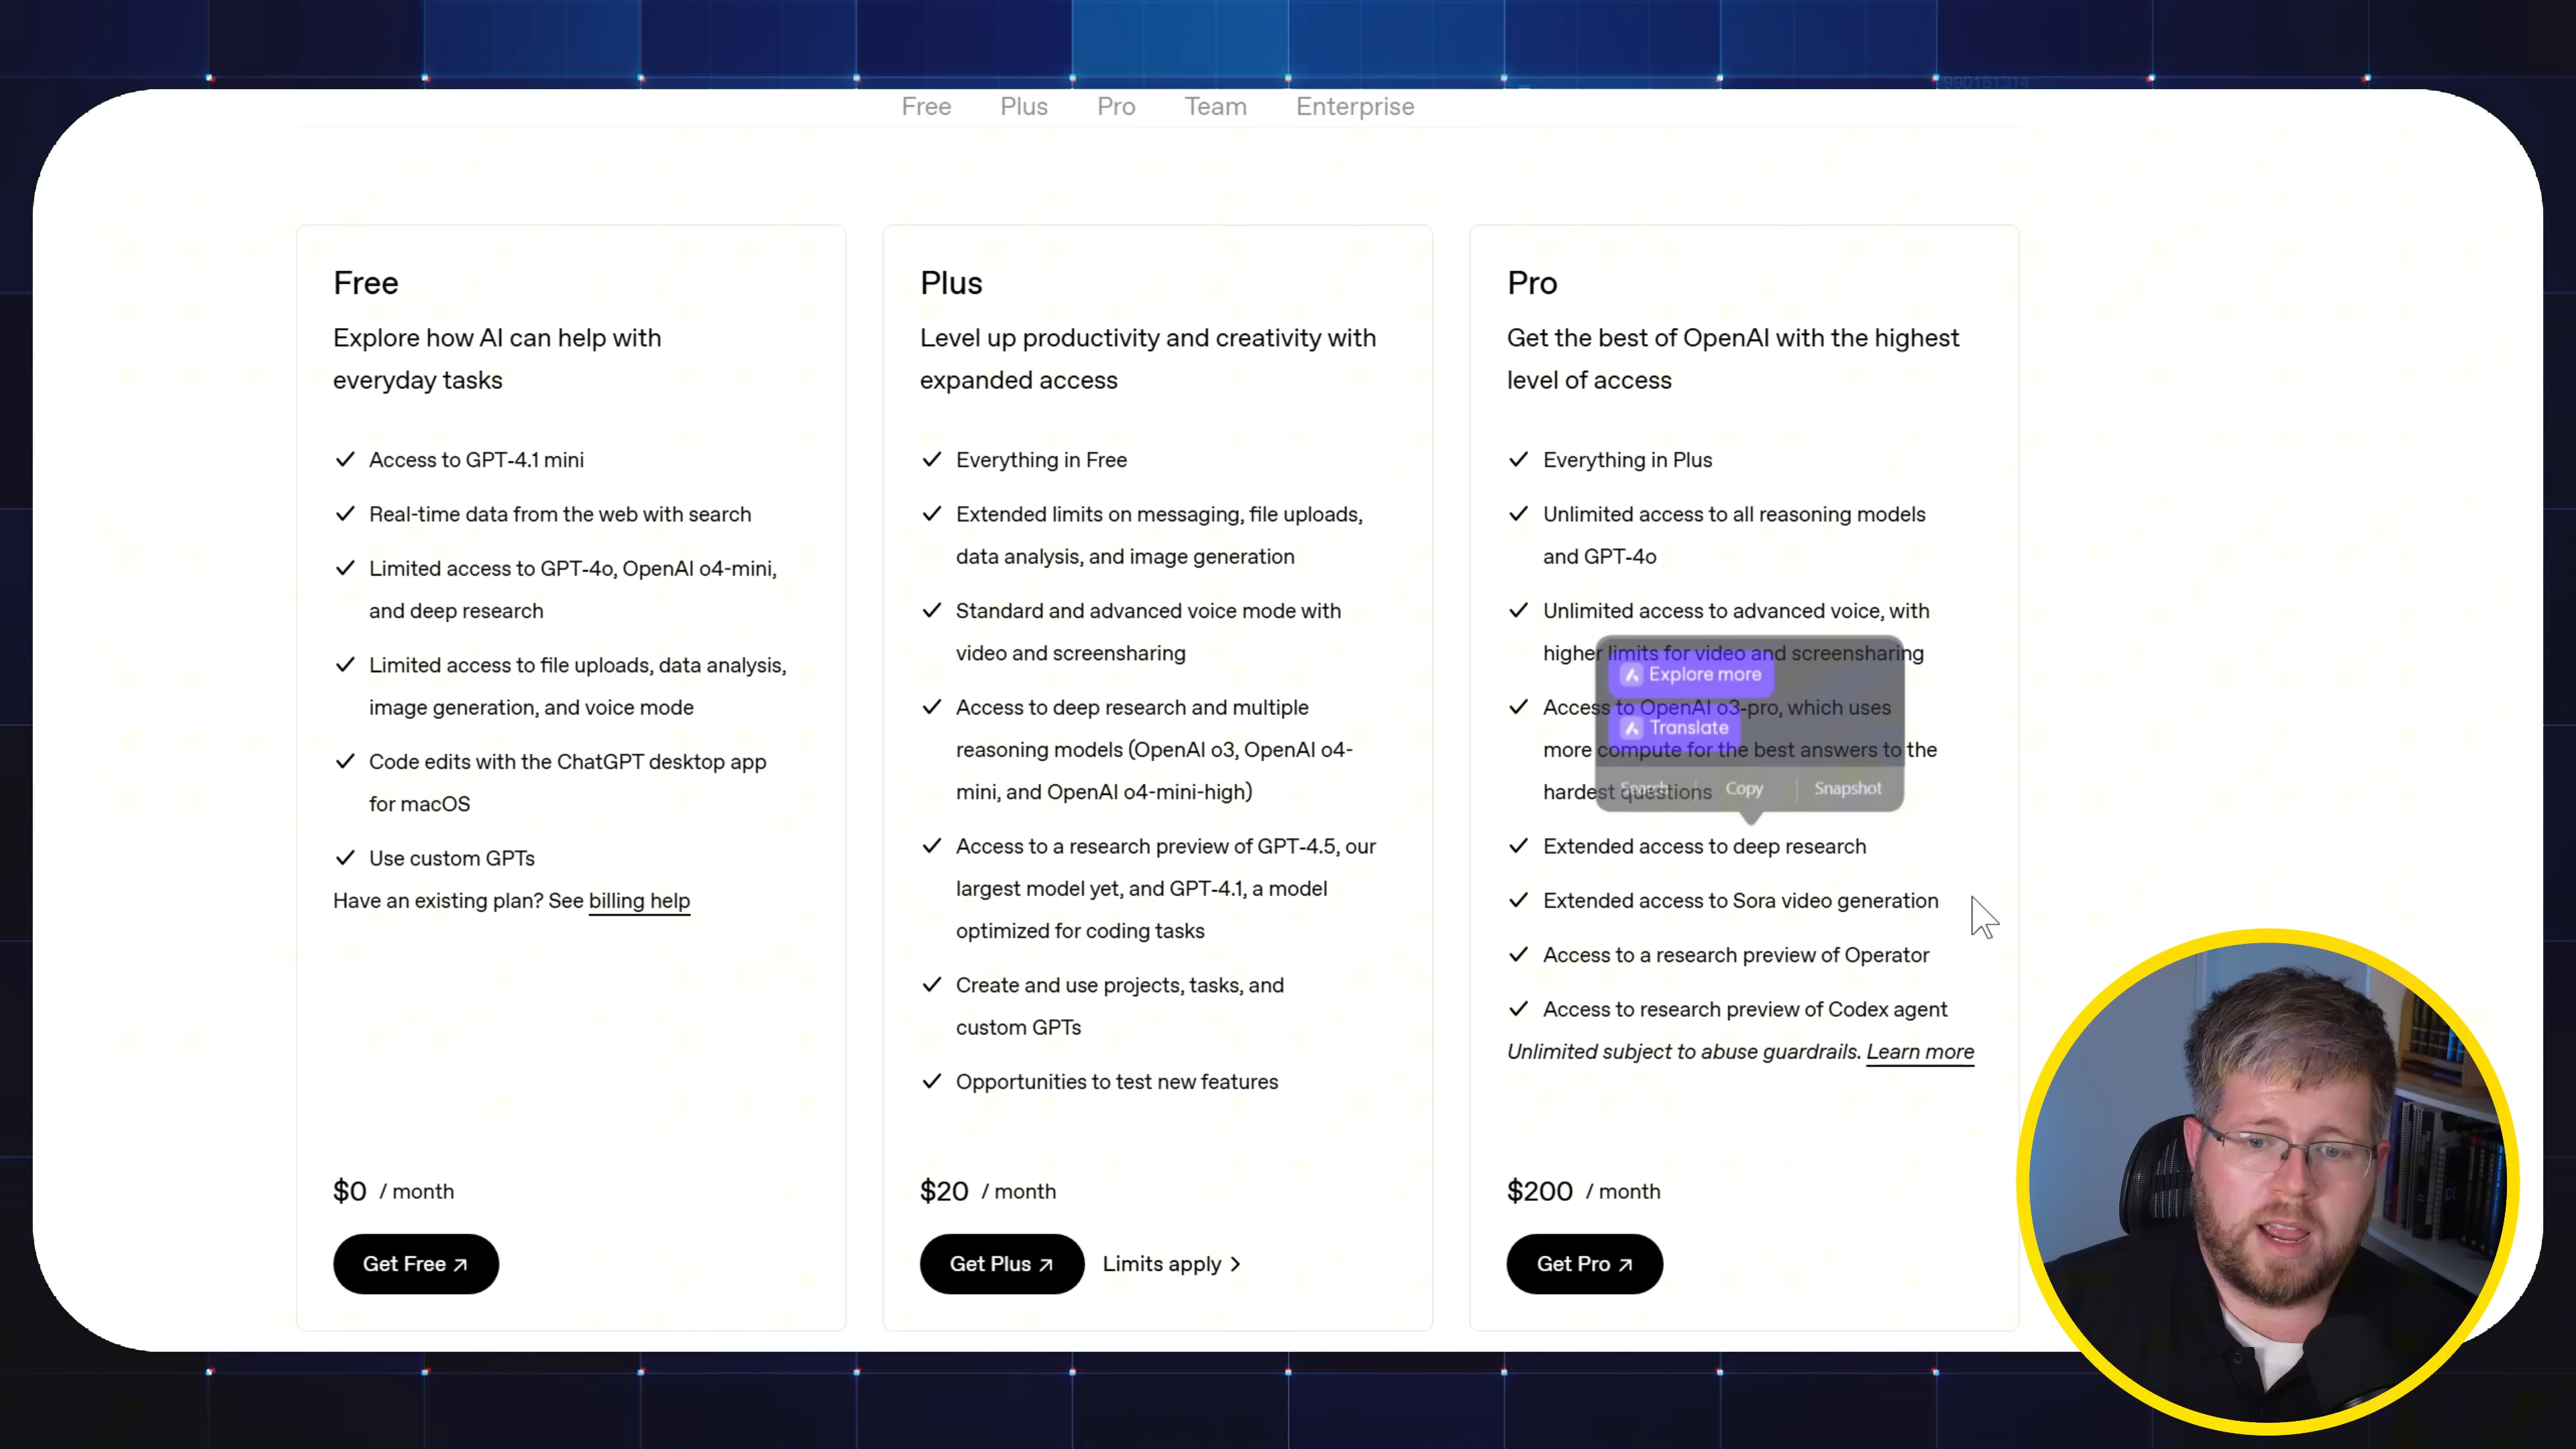 Free Plus Pro Team Enterprise
Free
Explore how AI can help with
everyday tasks
Access to GPT-4.1 mini
Real-time data from the web with search
Limited access to GPT-4o, OpenAI o4-mini,
and deep research
Limited access to file uploads, data analysis,
image generation, and voice mode
Code edits with the ChatGPT desktop app
for macOS
Use custom GPTs
Have an existing plan? See billing help
$0 / month
Get Free ↗
Plus
Level up productivity and creativity with
expanded access
Everything in Free
Extended limits on messaging, file uploads,
data analysis, and image generation
Standard and advanced voice mode with
video and screensharing
Access to deep research and multiple
reasoning models (OpenAI o3, OpenAI o4-
mini, and OpenAI o4-mini-high)
Access to a research preview of GPT-4.5, our
largest model yet, and GPT-4.1, a model
optimized for coding tasks
Create and use projects, tasks, and
custom GPTs
Opportunities to test new features
$20 / month
Get Plus ↗ Limits apply >
Pro
Get the best of OpenAI with the highest
level of access
Everything in Plus
Unlimited access to all reasoning models
and GPT-4o
Unlimited access to advanced voice, with
higher limits for video and screensharing
Explore more
Access to OpenAI o3-pro, which uses
Translate
more compute for the best answers to the
hardest questions
Search Copy Snapshot
Extended access to deep research
Extended access to Sora video generation
Access to a research preview of Operator
Access to research preview of Codex agent
Unlimited subject to abuse guardrails. Learn more
$200 / month
Get Pro ↗